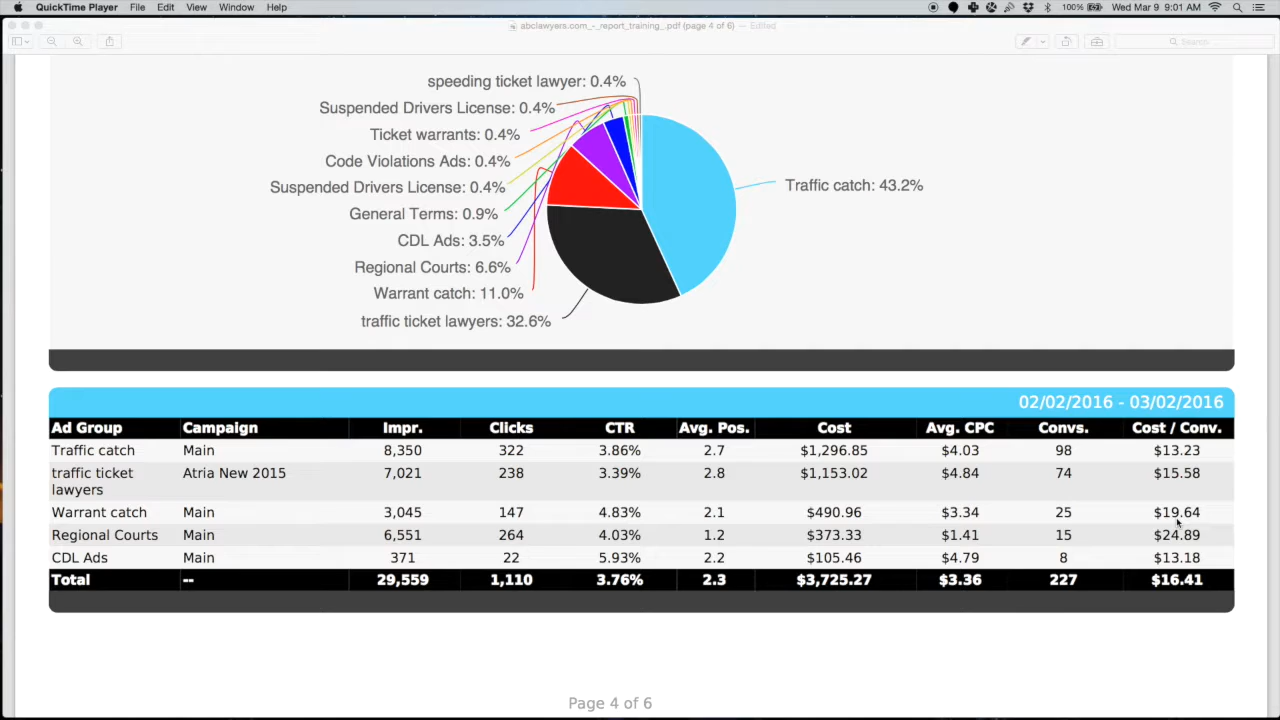 QuickTime Player File Edit View Window Help 100% Wed Mar 9 9:01 AM
abclawyers.com_-_report_training_.pdf (page 4 of 6) — Edited
Search
speeding ticket lawyer: 0.4%
Suspended Drivers License: 0.4%
Ticket warrants: 0.4%
Code Violations Ads: 0.4%
Suspended Drivers License: 0.4%
General Terms: 0.9%
CDL Ads: 3.5%
Regional Courts: 6.6%
Warrant catch: 11.0%
traffic ticket lawyers: 32.6%
Traffic catch: 43.2%
02/02/2016 - 03/02/2016
Ad Group Campaign Impr. Clicks CTR Avg. Pos. Cost Avg. CPC Convs. Cost / Conv.
Traffic catch Main 8,350 322 3.86% 2.7 $1,296.85 $4.03 98 $13.23
traffic ticket Atria New 2015 7,021 238 3.39% 2.8 $1,153.02 $4.84 74 $15.58
lawyers
Warrant catch Main 3,045 147 4.83% 2.1 $490.96 $3.34 25 $19.64
Regional Courts Main 6,551 264 4.03% 1.2 $373.33 $1.41 15 $24.89
CDL Ads Main 371 22 5.93% 2.2 $105.46 $4.79 8 $13.18
Total -- 29,559 1,110 3.76% 2.3 $3,725.27 $3.36 227 $16.41
Page 4 of 6